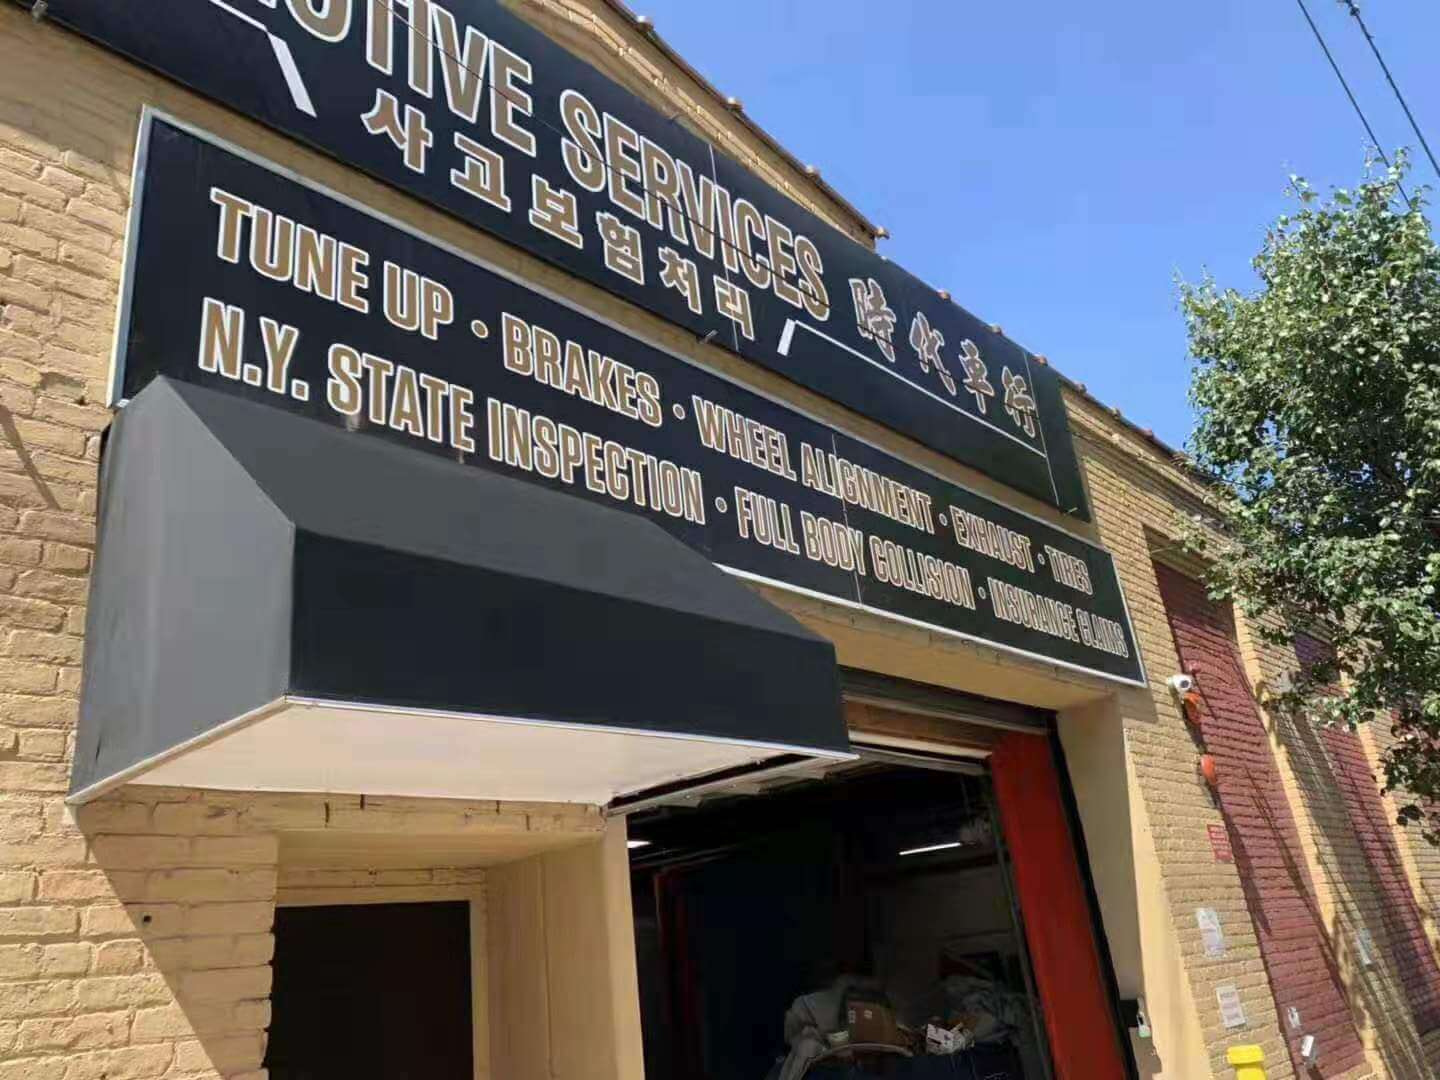 OTIVE SERVICES
사고보험처리
時代車行
TUNE UP • BRAKES • WHEEL ALIGNMENT • EXHAUST • TIRES
N.Y. STATE INSPECTION • FULL BODY COLLISION • INSURANCE CLAIMS